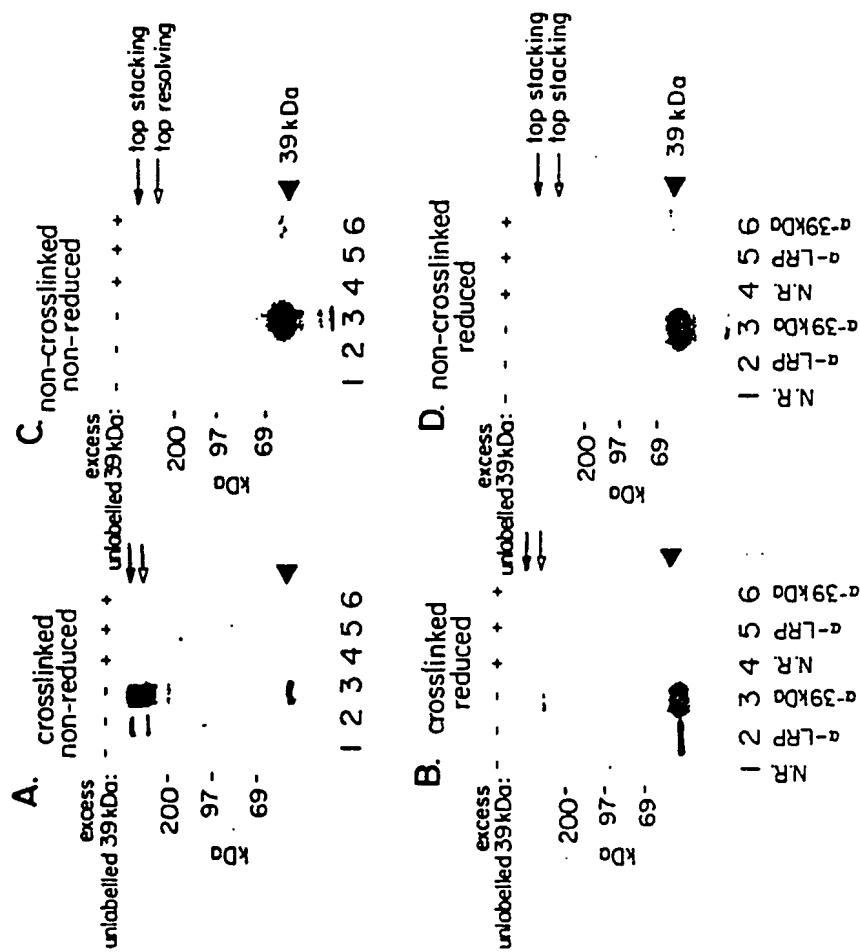 A.
crosslinked
non-reduced
excess
unlabelled 39kDa: - - - + + +
200-
97-
69-
kDa
1 2 3 4 5 6
C.
non-crosslinked
non-reduced
excess
unlabelled 39kDa: - - - + + +
top stacking
top resolving
200-
97-
69-
kDa
39 kDa
1 2 3 4 5 6
B.
crosslinked
reduced
excess
unlabelled 39kDa: - - - + + +
200-
97-
69-
kDa
1 2 3 4 5 6
N.R.
α-LRP
α-39kDa
N.R.
α-LRP
α-39kDa
D.
non-crosslinked
reduced
excess
unlabelled 39kDa: - - - + + +
top stacking
top stacking
200-
97-
69-
kDa
39 kDa
1 2 3 4 5 6
N.R.
α-LRP
α-39kDa
N.R.
α-LRP
α-39kDa